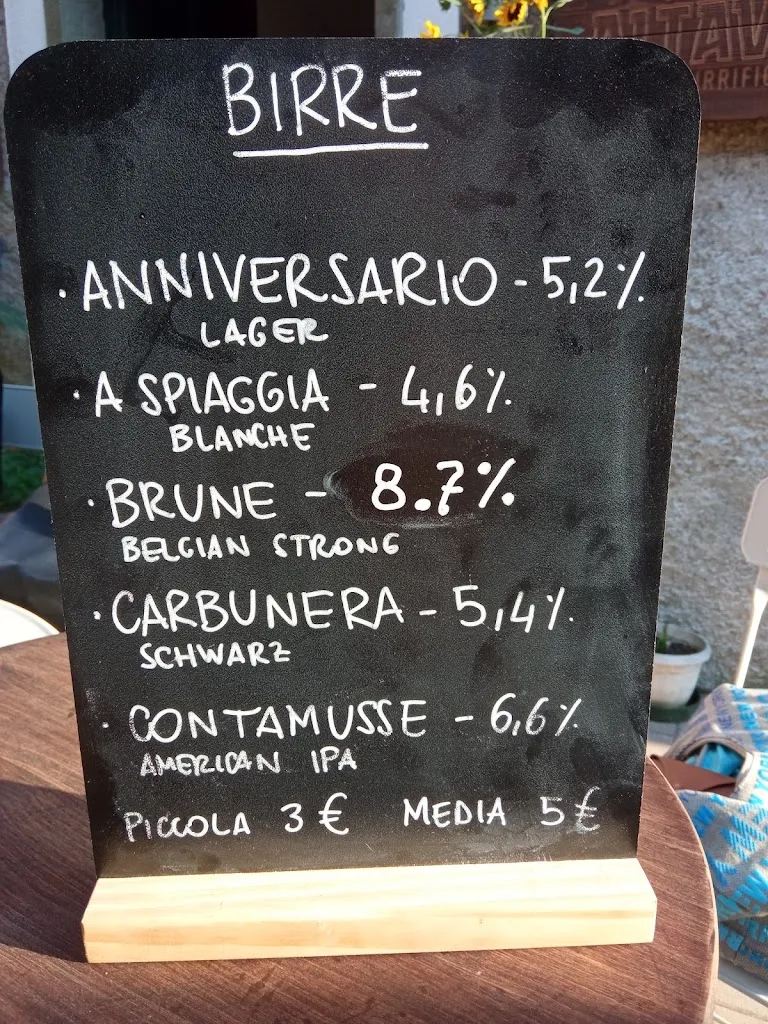 BIRRE
· ANNIVERSARIO - 5,2%
LAGER
· A SPIAGGIA - 4,6%
BLANCHE
· BRUNE - 8.7%
BELGIAN STRONG
· CARBUNERA - 5,4%
SCHWARZ
· CONTAMUSSE - 6,6%
AMERICAN IPA
PICCOLA 3€ MEDIA 5€